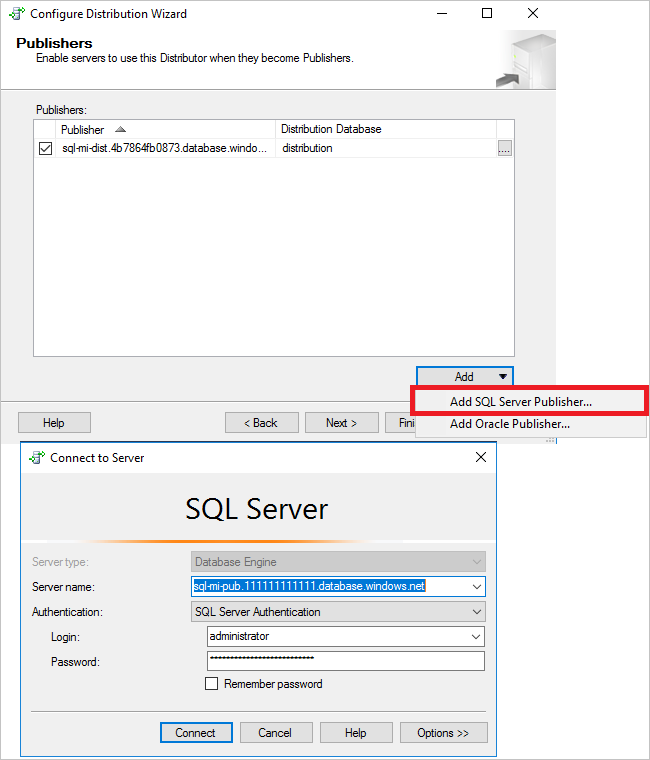 Configure Distribution Wizard
Publishers
Enable servers to use this Distributor when they become Publishers.
Publishers:
Publisher Distribution Database
sql-mi-dist.4b7864fb0873.database.windo... distribution ....
Add
Add SQL Server Publisher...
Help < Back Next > Fini
Add Oracle Publisher...
Connect to Server
SQL Server
Server type: Database Engine
Server name: sql-mi-pub.111111111111.database.windows.net
Authentication: SQL Server Authentication
Login: administrator
Password: **************************
Remember password
Connect Cancel Help Options >>